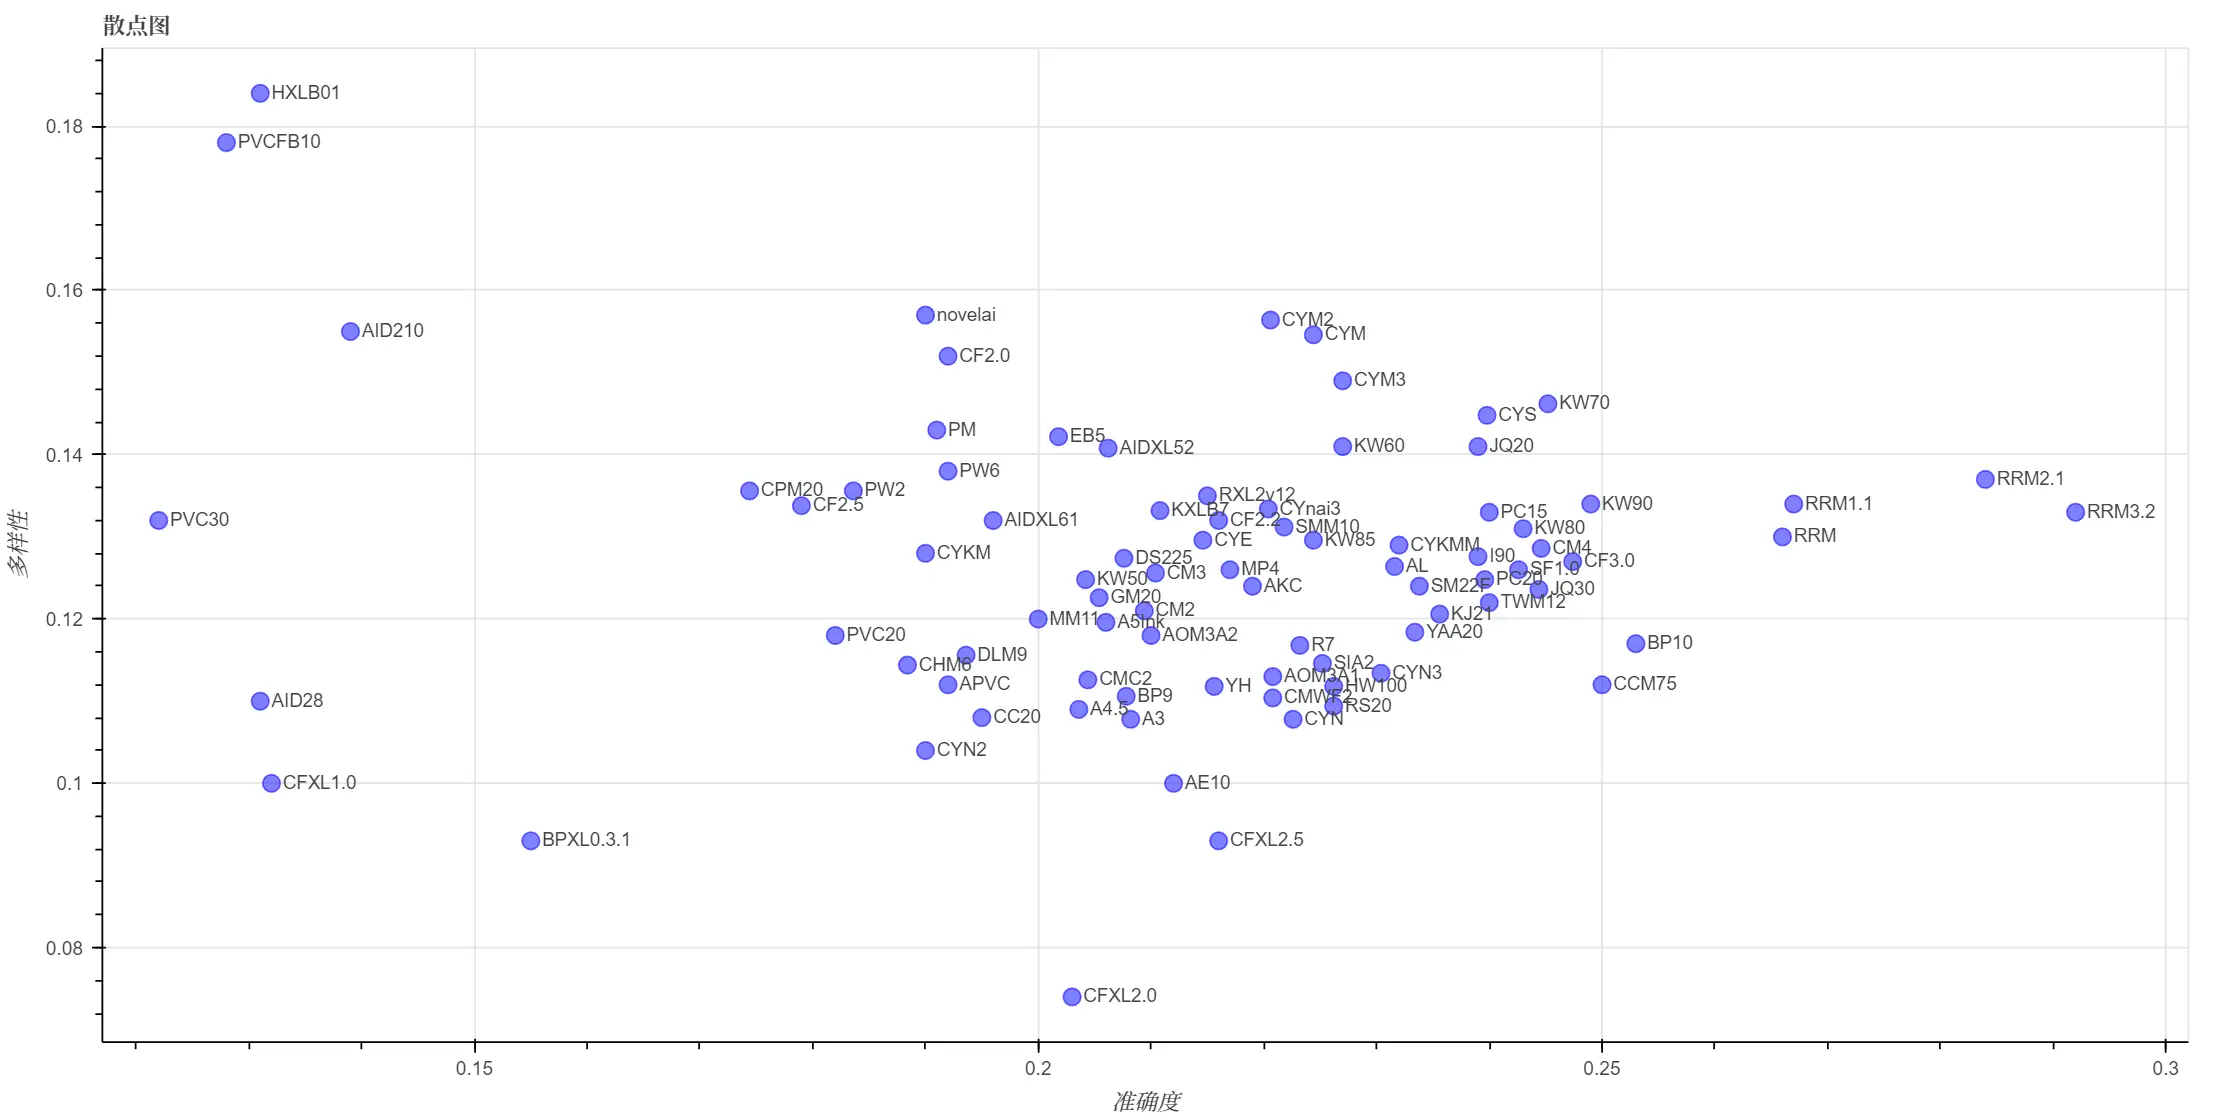 散点图
HXLB01
0.18
PVCFB10
0.16
novelai
CYM2
AID210
CYM
CF2.0
CYM3
KW70
CYS
PM
EB5
0.14
AIDXL52
KW60
JQ20
PW6
RRM2.1
CPM20
PW2
RXL2v12
CF2.5
KXLB7
CYnai3
KW90
RRM1.1
PC15
RRM3.2
PVC30
AIDXL61
CF2.2
SMM10
KW80
多样性
CYE
KW85
RRM
CYKM
CYKMM
CM4
DS225
I90
CF3.0
CM3
MP4
AL
SF1.0
KW50
AKC
SM22F
PC20
JQ30
GM20
TWM12
CM2
0.12
MM11
A5Ink
KJ21
PVC20
AOM3A2
YAA20
R7
BP10
DLM9
CHM6
SIA2
CYN3
AOM3A1
APVC
CMC2
YH
HW100
CCM75
AID28
BP9
CMWF2
A4.5
RS20
CC20
A3
CYN
CYN2
0.1
CFXL1.0
AE10
BPXL0.3.1
CFXL2.5
0.08
CFXL2.0
0.15
0.2
0.25
0.3
准确度